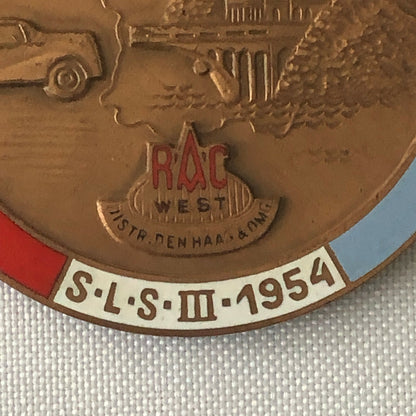 RAC
WEST
DISTR. DEN HAAG & OMG.
S·L·S·III·1954